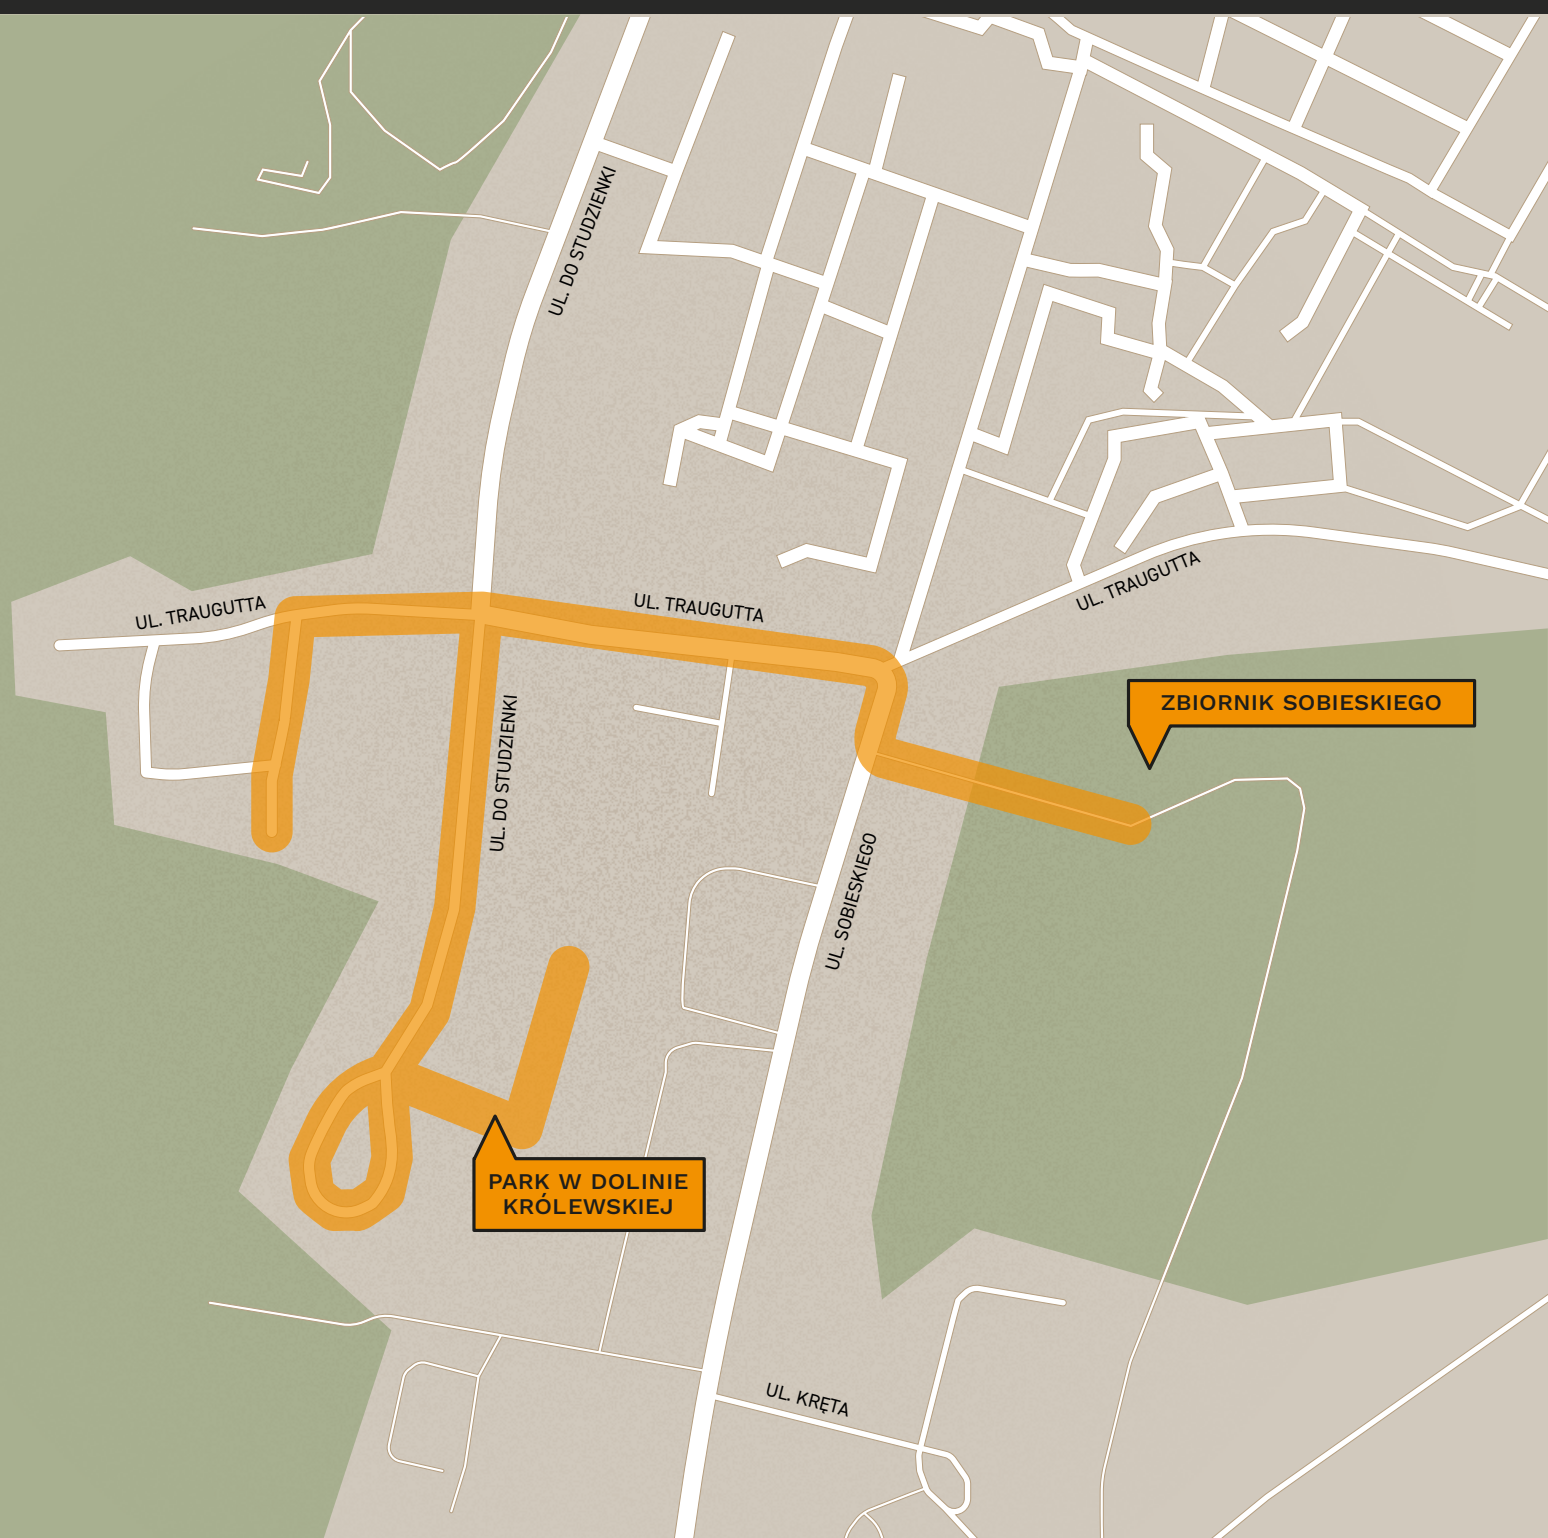 UL. DO STUDZIENKI
UL. TRAUGUTTA
UL. TRAUGUTTA
UL. TRAUGUTTA
ZBIORNIK SOBIESKIEGO
UL. DO STUDZIENKI
UL. SOBIESKIEGO
PARK W DOLINIE
KRÓLEWSKIEJ
UL. KRĘTA